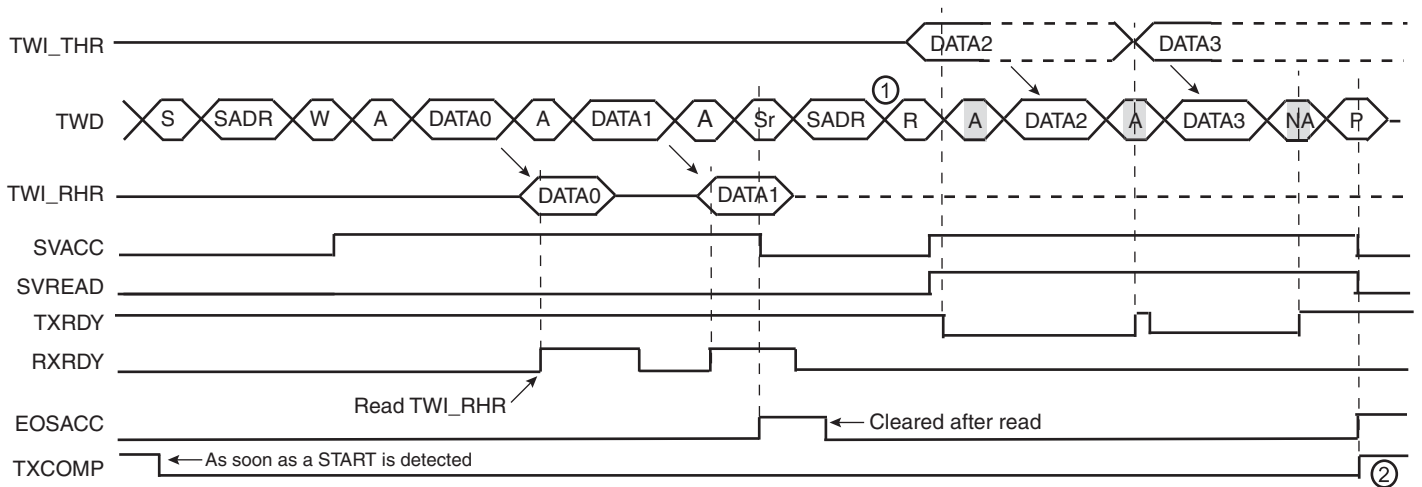 TWI_THR DATA2 DATA3
①
TWD S SADR W A DATA0 A DATA1 A Sr SADR R A DATA2 A DATA3 NA P
TWI_RHR DATA0 DATA1
SVACC
SVREAD
TXRDY
RXRDY
Read TWI_RHR
EOSACC Cleared after read
TXCOMP As soon as a START is detected ②